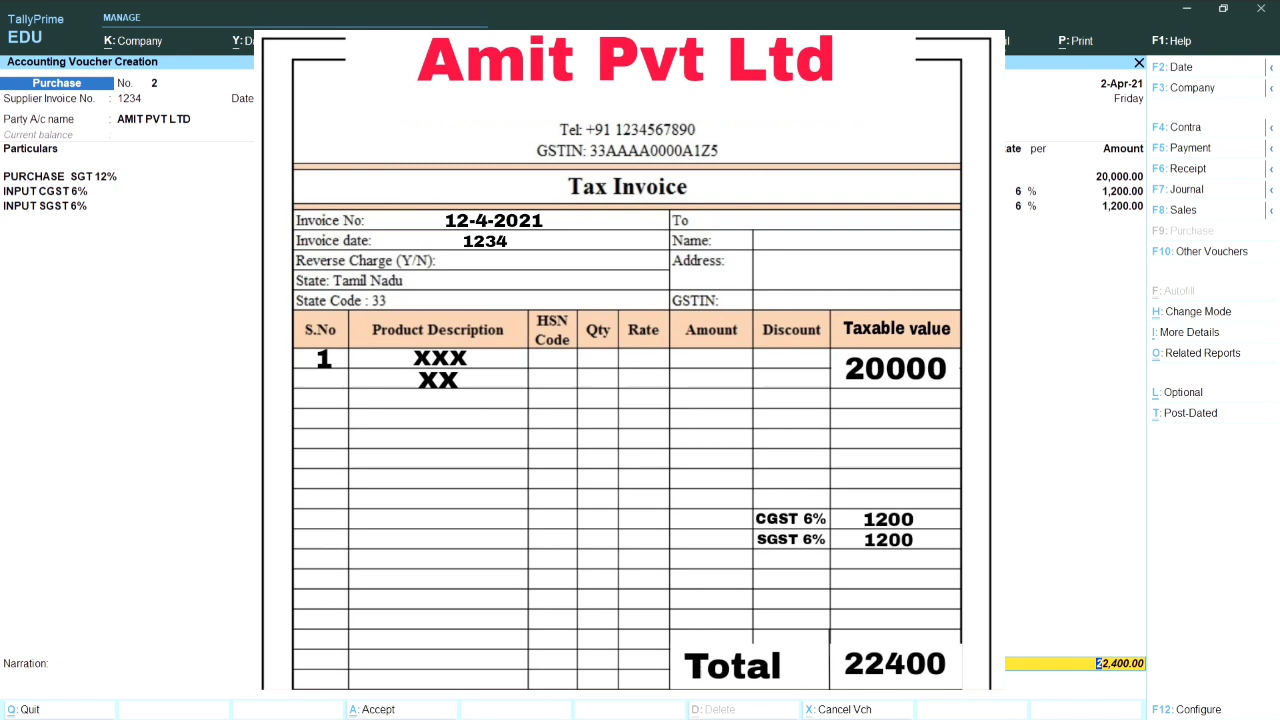 TallyPrime
EDU
MANAGE
K: Company
Y: D
P: Print
F1: Help
Accounting Voucher Creation
Purchase No. 2
Supplier Invoice No. : 1234 Date
Party A/c name : AMIT PVT LTD
Current balance :
Particulars
PURCHASE SGT 12%
INPUT CGST 6%
INPUT SGST 6%
Narration:
Amit Pvt Ltd
Tel: +91 1234567890
GSTIN: 33AAAA0000A1Z5
Tax Invoice
Invoice No: 12-4-2021 To
Invoice date: 1234 Name:
Reverse Charge (Y/N): Address:
State: Tamil Nadu
State Code : 33 GSTIN:
S.No Product Description HSN Code Qty Rate Amount Discount Taxable value
1 XXX 20000
XX
CGST 6% 1200
SGST 6% 1200
Total 22400
2-Apr-21
Friday
ate per Amount
20,000.00
6 % 1,200.00
6 % 1,200.00
22,400.00
F2: Date
F3: Company
F4: Contra
F5: Payment
F6: Receipt
F7: Journal
F8: Sales
F9: Purchase
F10: Other Vouchers
F: Autofill
H: Change Mode
I: More Details
O: Related Reports
L: Optional
T: Post-Dated
F12: Configure
Q: Quit
A: Accept
D: Delete
X: Cancel Vch